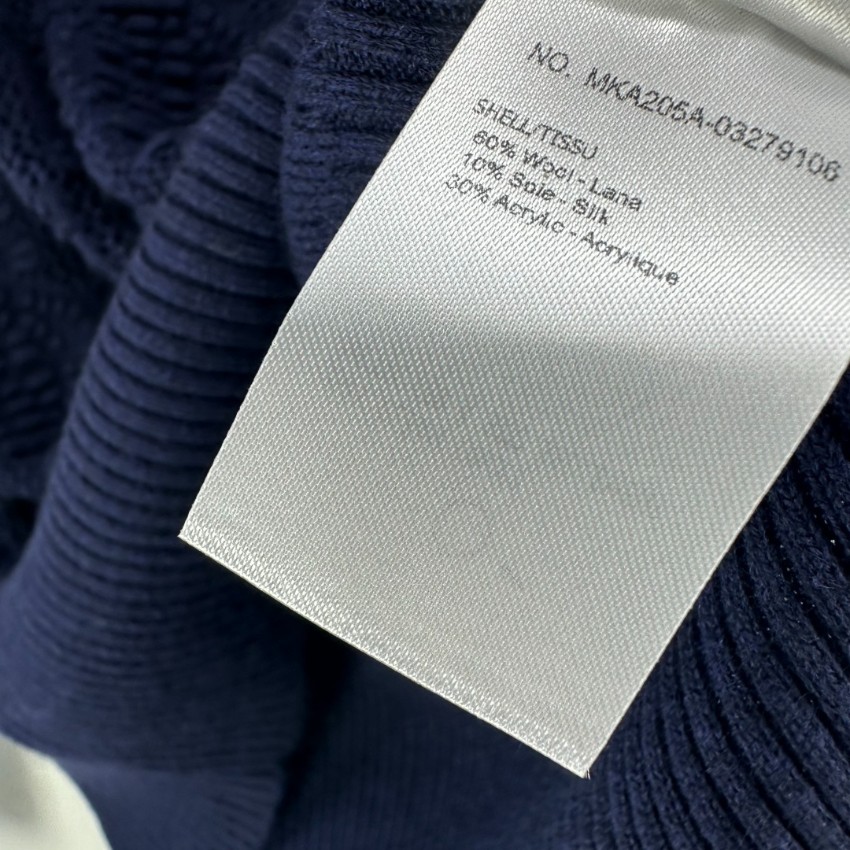 NO. MKA205A-03279106
SHELL/TISSU
60% Wool - Lana
10% Soie - Silk
30% Acrylic - Acrylique